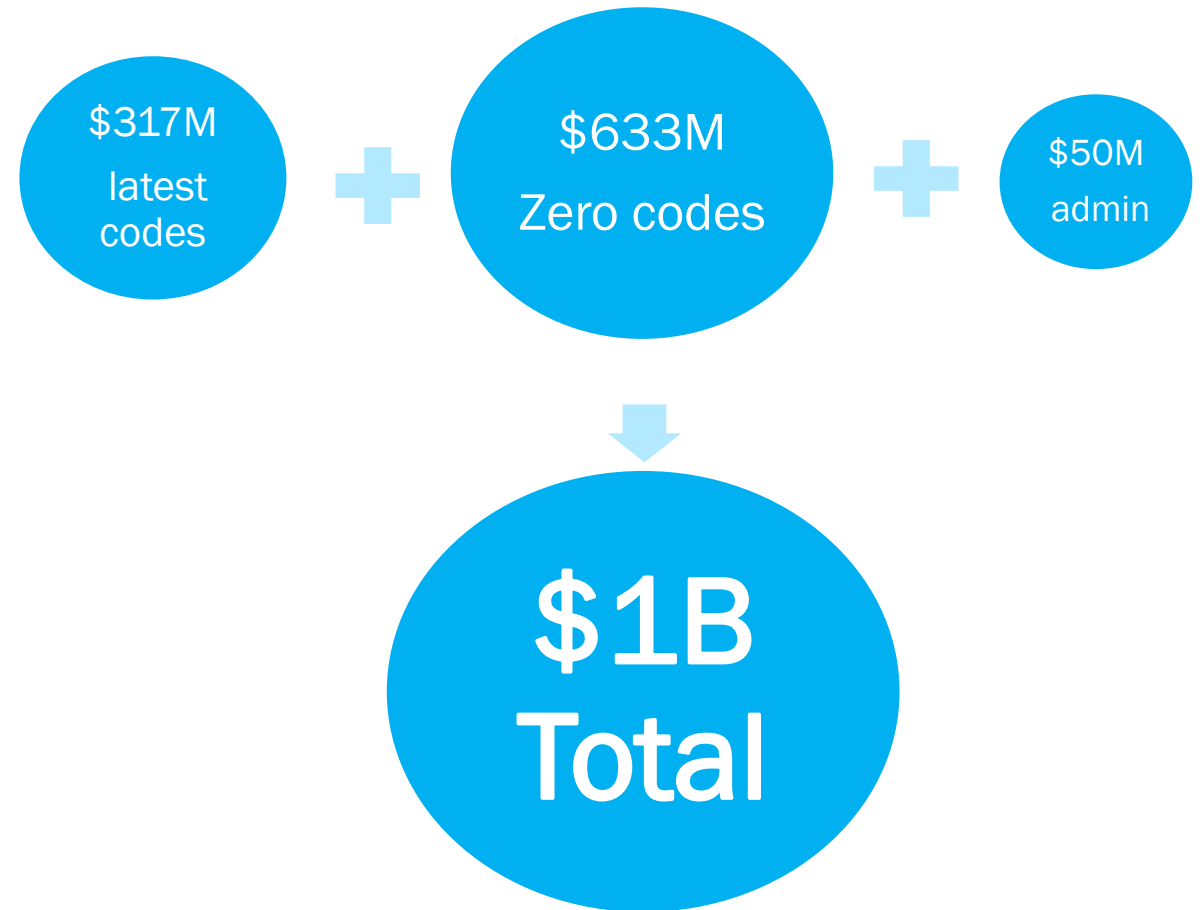 $317M
latest
codes
$633M
Zero codes
$50M
admin
$1B
Total